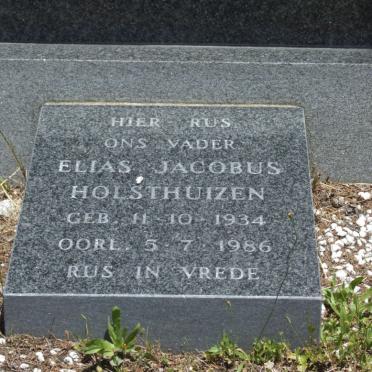 HIER RUS
ONS VADER
ELIAS JACOBUS
HOLSTHUIZEN
GEB. 11-10-1934
OORL. 5-7-1986
RUS IN VREDE